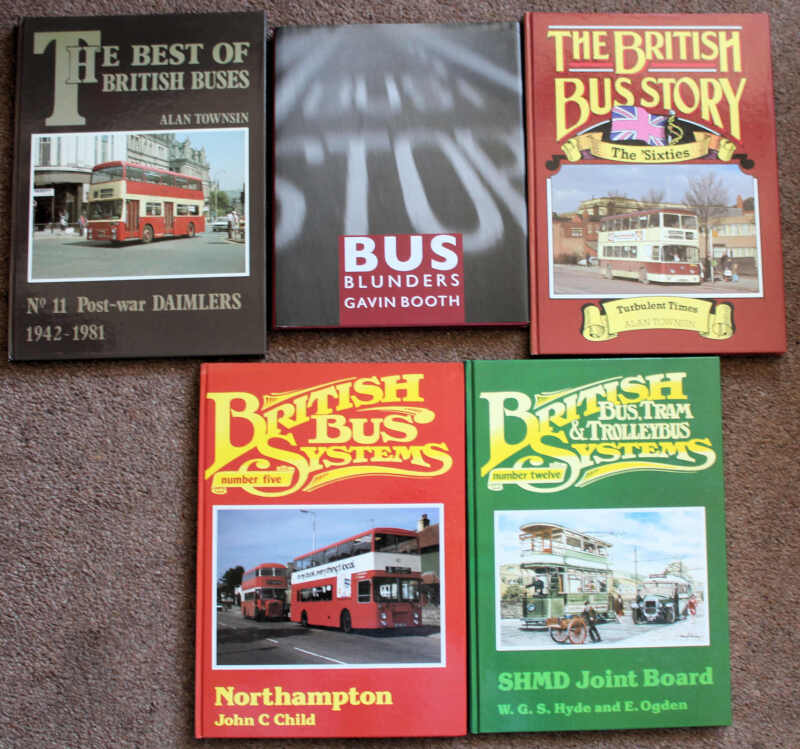 THE BEST OF
BRITISH BUSES
ALAN TOWNSIN
Nº 11 Post-war DAIMLERS
1942-1981
BUS
STOP
BUS
BLUNDERS
GAVIN BOOTH
THE BRITISH
BUS STORY
The 'Sixties
Turbulent Times
ALAN TOWNSIN
BRITISH
BUS
SYSTEMS
number five
Northampton
John C Child
BRITISH
BUS, TRAM
& TROLLEYBUS
SYSTEMS
number twelve
SHMD Joint Board
W. G. S. Hyde and E. Ogden